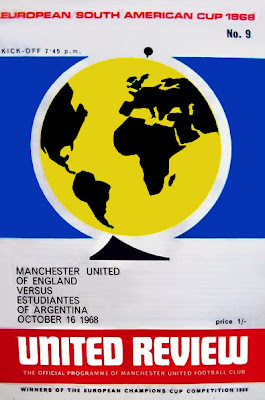 EUROPEAN SOUTH AMERICAN CUP 1968
No. 9
KICK-OFF 7·45 p.m.
MANCHESTER UNITED
OF ENGLAND
VERSUS
ESTUDIANTES
OF ARGENTINA
OCTOBER 16 1968
price 1/-
UNITED REVIEW
THE OFFICIAL PROGRAMME OF MANCHESTER UNITED FOOTBALL CLUB
WINNERS OF THE EUROPEAN CHAMPIONS CUP COMPETITION 1968